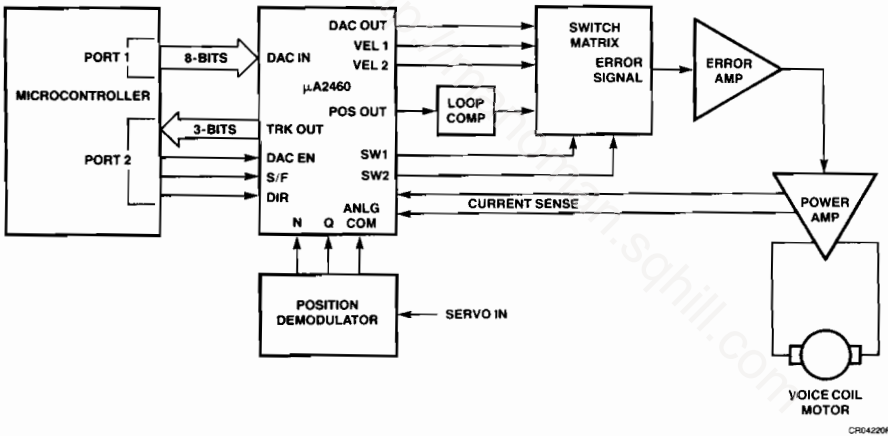 MICROCONTROLLER
PORT 1
8-BITS
PORT 2
3-BITS
DAC IN
μA2460
TRK OUT
DAC EN
S/F
DIR
N
Q
ANLG
COM
DAC OUT
VEL 1
VEL 2
POS OUT
SW1
SW2
LOOP
COMP
SWITCH
MATRIX
ERROR
SIGNAL
ERROR
AMP
CURRENT SENSE
POWER
AMP
POSITION
DEMODULATOR
SERVO IN
VOICE COIL
MOTOR